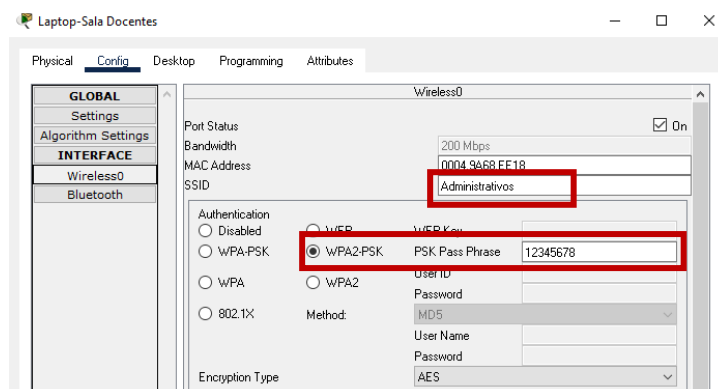 Laptop-Sala Docentes
Physical Config Desktop Programming Attributes
GLOBAL
Settings
Algorithm Settings
INTERFACE
Wireless0
Bluetooth
Wireless0
Port Status On
Bandwidth 200 Mbps
MAC Address 0004.9A68.EE18
SSID Administrativos
Authentication
Disabled WEP WEP Key
WPA-PSK WPA2-PSK PSK Pass Phrase 12345678
User ID
WPA WPA2
Password
802.1X Method: MD5
User Name
Password
Encryption Type AES